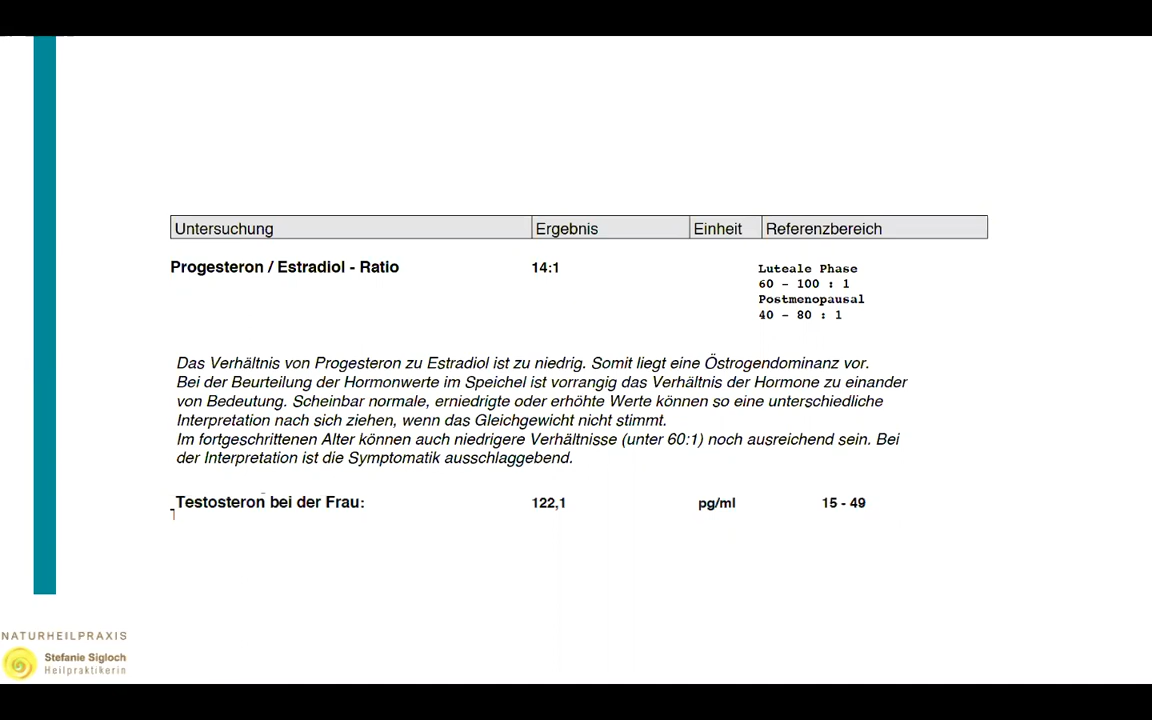 Untersuchung Ergebnis Einheit Referenzbereich
Progesteron / Estradiol - Ratio 14:1 Luteale Phase
60 - 100 : 1
Postmenopausal
40 - 80 : 1
Das Verhältnis von Progesteron zu Estradiol ist zu niedrig. Somit liegt eine Östrogendominanz vor.
Bei der Beurteilung der Hormonwerte im Speichel ist vorrangig das Verhältnis der Hormone zu einander
von Bedeutung. Scheinbar normale, erniedrigte oder erhöhte Werte können so eine unterschiedliche
Interpretation nach sich ziehen, wenn das Gleichgewicht nicht stimmt.
Im fortgeschrittenen Alter können auch niedrigere Verhältnisse (unter 60:1) noch ausreichend sein. Bei
der Interpretation ist die Symptomatik ausschlaggebend.
Testosteron bei der Frau: 122,1 pg/ml 15 - 49
NATURHEILPRAXIS
Stefanie Sigloch
Heilpraktikerin